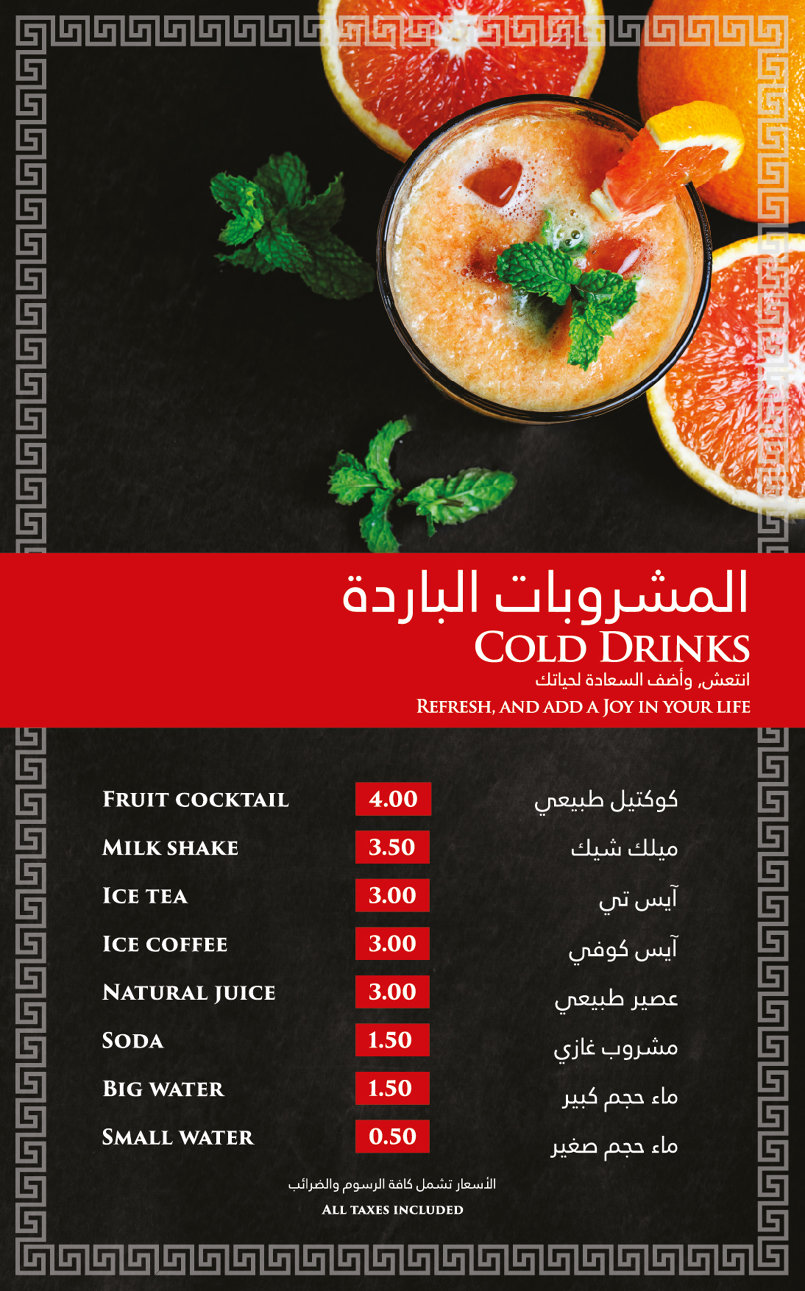 المشروبات الباردة
Cold Drinks
انتعش, وأضف السعادة لحياتك
Refresh, and add a Joy in your life
Fruit cocktail 4.00 كوكتيل طبيعي
Milk shake 3.50 ميلك شيك
Ice tea 3.00 آيس تي
Ice coffee 3.00 آيس كوفي
Natural juice 3.00 عصير طبيعي
Soda 1.50 مشروب غازي
Big water 1.50 ماء حجم كبير
Small water 0.50 ماء حجم صغير
الأسعار تشمل كافة الرسوم والضرائب
All taxes included